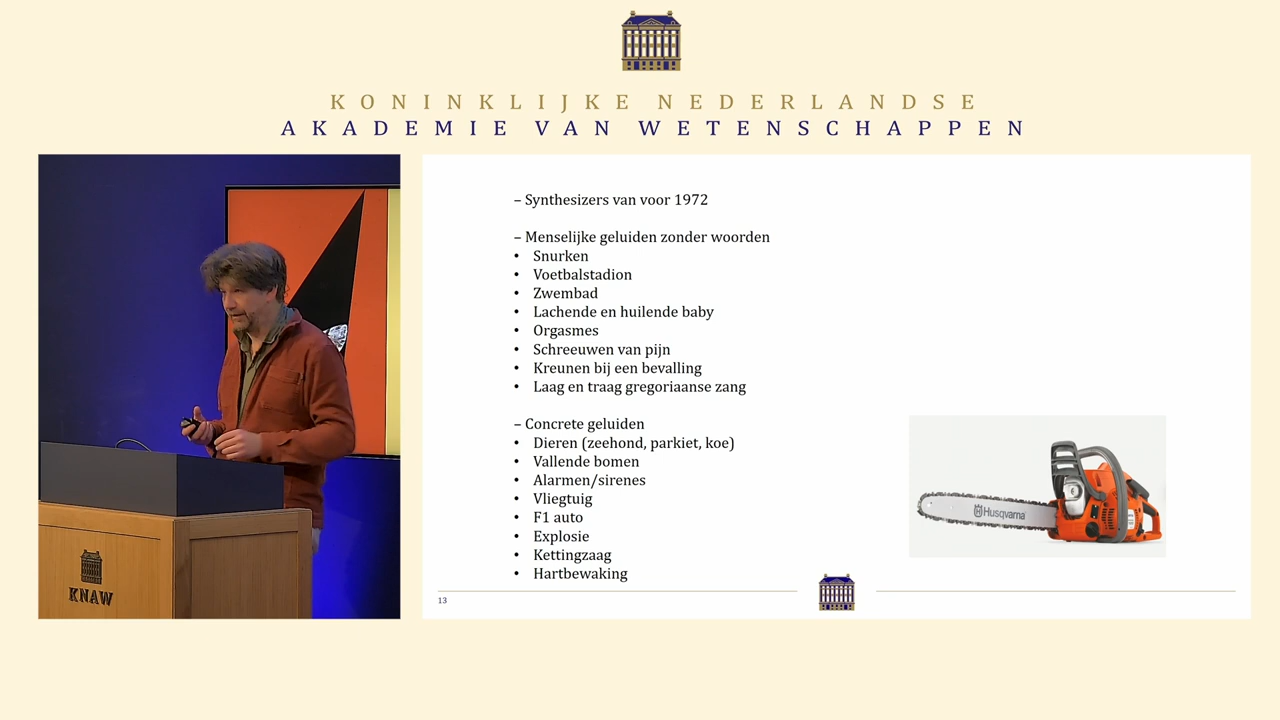 KONINKLIJKE NEDERLANDSE
AKADEMIE VAN WETENSCHAPPEN
– Synthesizers van voor 1972
– Menselijke geluiden zonder woorden
• Snurken
• Voetbalstadion
• Zwembad
• Lachende en huilende baby
• Orgasmes
• Schreeuwen van pijn
• Kreunen bij een bevalling
• Laag en traag gregoriaanse zang
– Concrete geluiden
• Dieren (zeehond, parkiet, koe)
• Vallende bomen
• Alarmen/sirenes
• Vliegtuig
• F1 auto
• Explosie
• Kettingzaag
• Hartbewaking
Husqvarna
13
KNAW